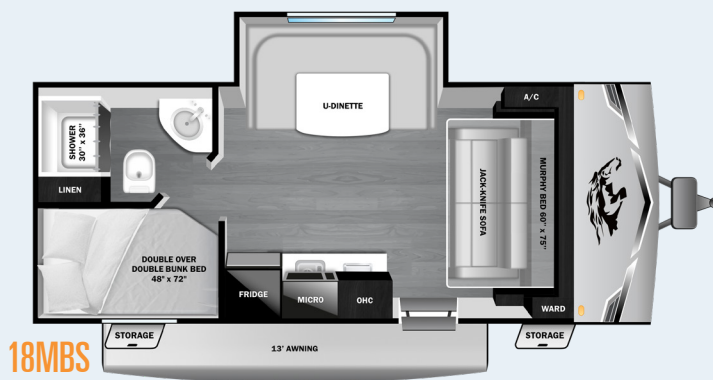 U-DINETTE
A/C
SHOWER
30" x 36"
LINEN
JACK-KNIFE SOFA
MURPHY BED 60" x 75"
DOUBLE OVER
DOUBLE BUNK BED
48" x 72"
FRIDGE
MICRO
OHC
WARD
STORAGE
STORAGE
13' AWNING
18MBS